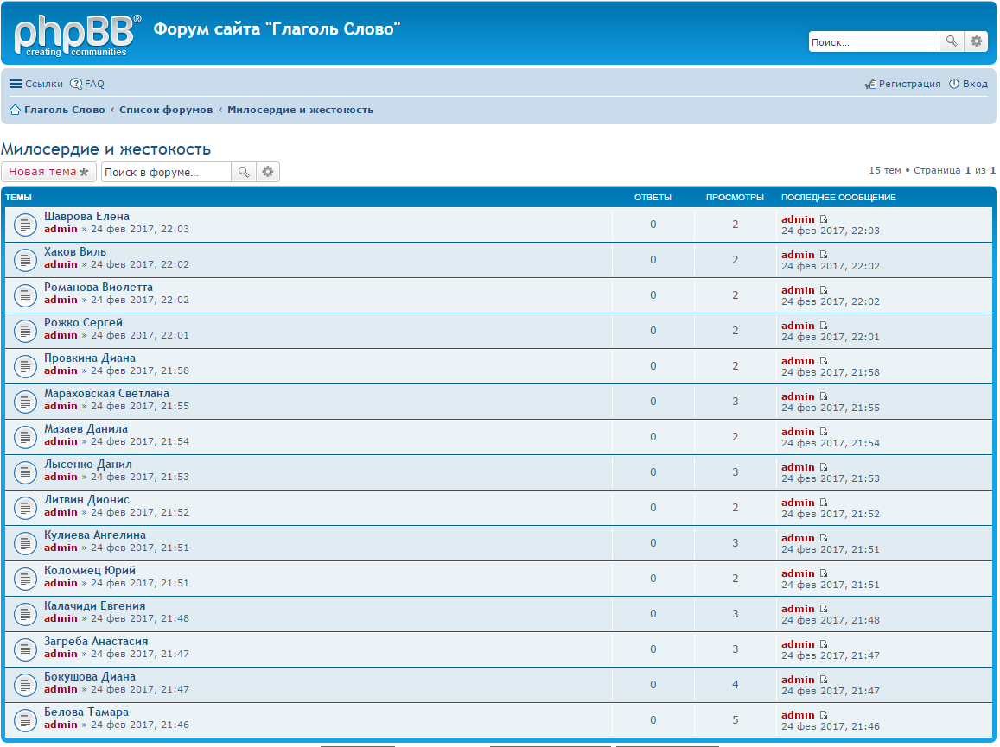 phpBB®
creating communities
Форум сайта "Глаголь Слово"
Поиск...
Ссылки FAQ
Регистрация Вход
Глаголь Слово ‹ Список форумов ‹ Милосердие и жестокость
Милосердие и жестокость
Новая тема Поиск в форуме...
15 тем • Страница 1 из 1
ТЕМЫ ОТВЕТЫ ПРОСМОТРЫ ПОСЛЕДНЕЕ СООБЩЕНИЕ
Шаврова Елена
admin » 24 фев 2017, 22:03
0 2
admin
24 фев 2017, 22:03
Хаков Виль
admin » 24 фев 2017, 22:02
0 2
admin
24 фев 2017, 22:02
Романова Виолетта
admin » 24 фев 2017, 22:02
0 2
admin
24 фев 2017, 22:02
Рожко Сергей
admin » 24 фев 2017, 22:01
0 2
admin
24 фев 2017, 22:01
Провкина Диана
admin » 24 фев 2017, 21:58
0 2
admin
24 фев 2017, 21:58
Мараховская Светлана
admin » 24 фев 2017, 21:55
0 3
admin
24 фев 2017, 21:55
Мазаев Данила
admin » 24 фев 2017, 21:54
0 2
admin
24 фев 2017, 21:54
Лысенко Данил
admin » 24 фев 2017, 21:53
0 3
admin
24 фев 2017, 21:53
Литвин Дионис
admin » 24 фев 2017, 21:52
0 2
admin
24 фев 2017, 21:52
Кулиева Ангелина
admin » 24 фев 2017, 21:51
0 3
admin
24 фев 2017, 21:51
Коломиец Юрий
admin » 24 фев 2017, 21:51
0 2
admin
24 фев 2017, 21:51
Калачиди Евгения
admin » 24 фев 2017, 21:48
0 3
admin
24 фев 2017, 21:48
Загреба Анастасия
admin » 24 фев 2017, 21:47
0 3
admin
24 фев 2017, 21:47
Бокушова Диана
admin » 24 фев 2017, 21:47
0 4
admin
24 фев 2017, 21:47
Белова Тамара
admin » 24 фев 2017, 21:46
0 5
admin
24 фев 2017, 21:46